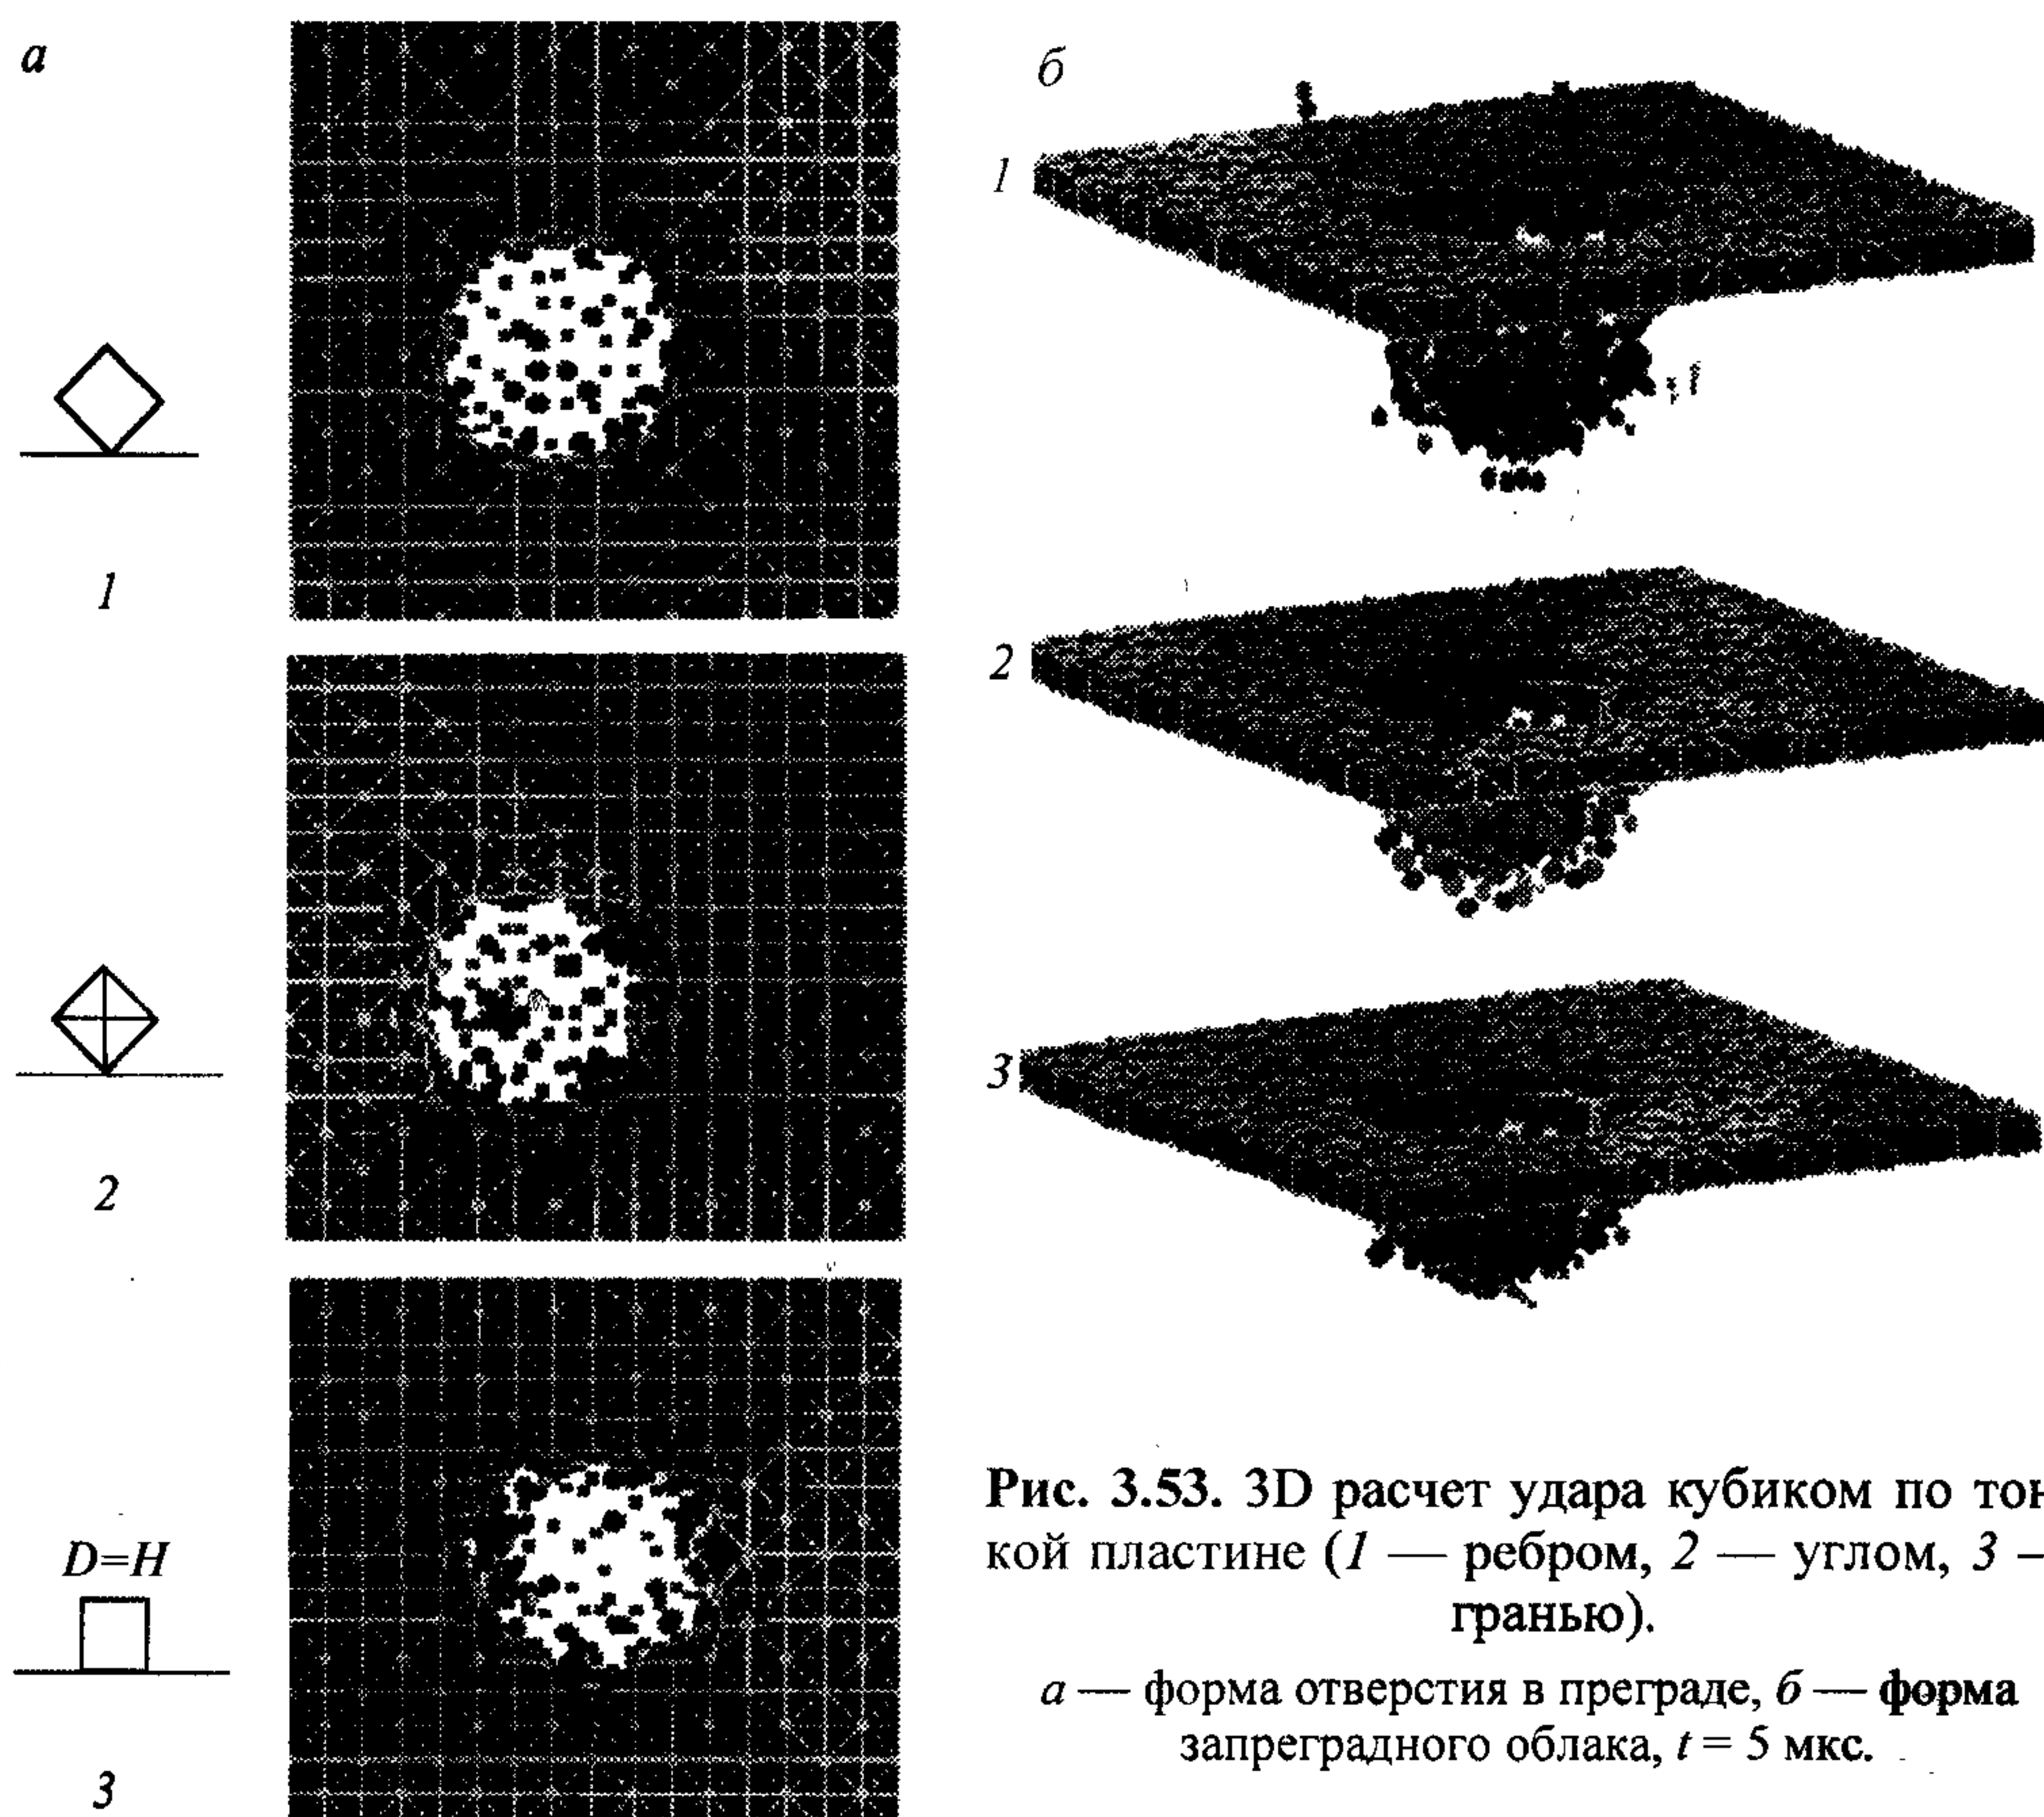 а
б
1
1
2
2
3
D=H
3
Рис. 3.53. 3D расчет удара кубиком по тон
кой пластине (1 — ребром, 2 — углом, 3 —
гранью).
а — форма отверстия в преграде, б — форма
запреградного облака, t = 5 мкс.